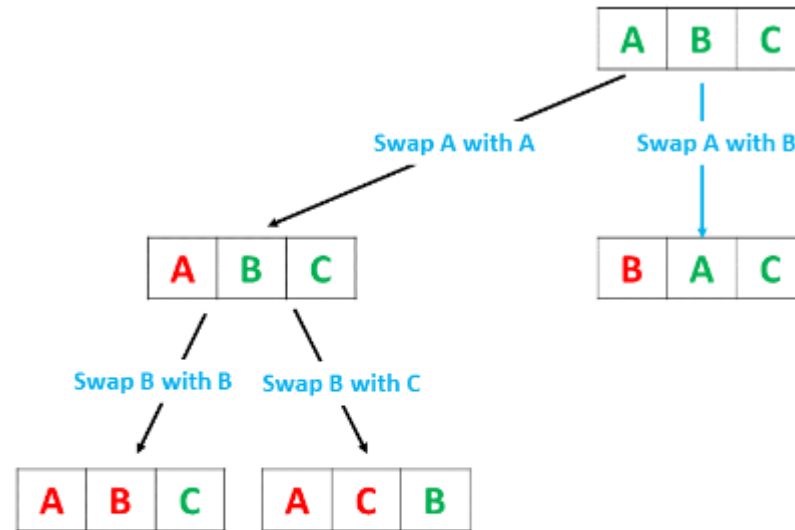 A B C
Swap A with A
Swap A with B
A B C
B A C
Swap B with B
Swap B with C
A B C
A C B